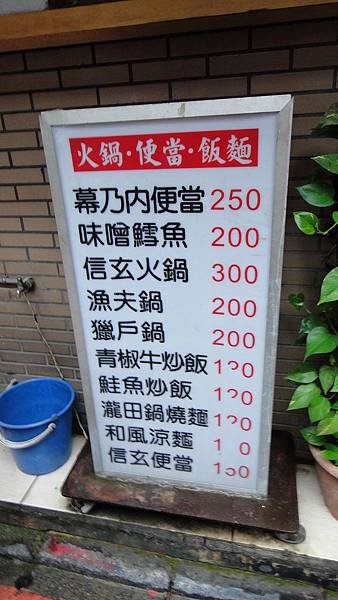 火鍋·便當·飯麵
幕乃內便當 250
味噌鱈魚 200
信玄火鍋 300
漁夫鍋 200
獵戶鍋 200
青椒牛炒飯
鮭魚炒飯
瀧田鍋燒麵
和風涼麵
信玄便當